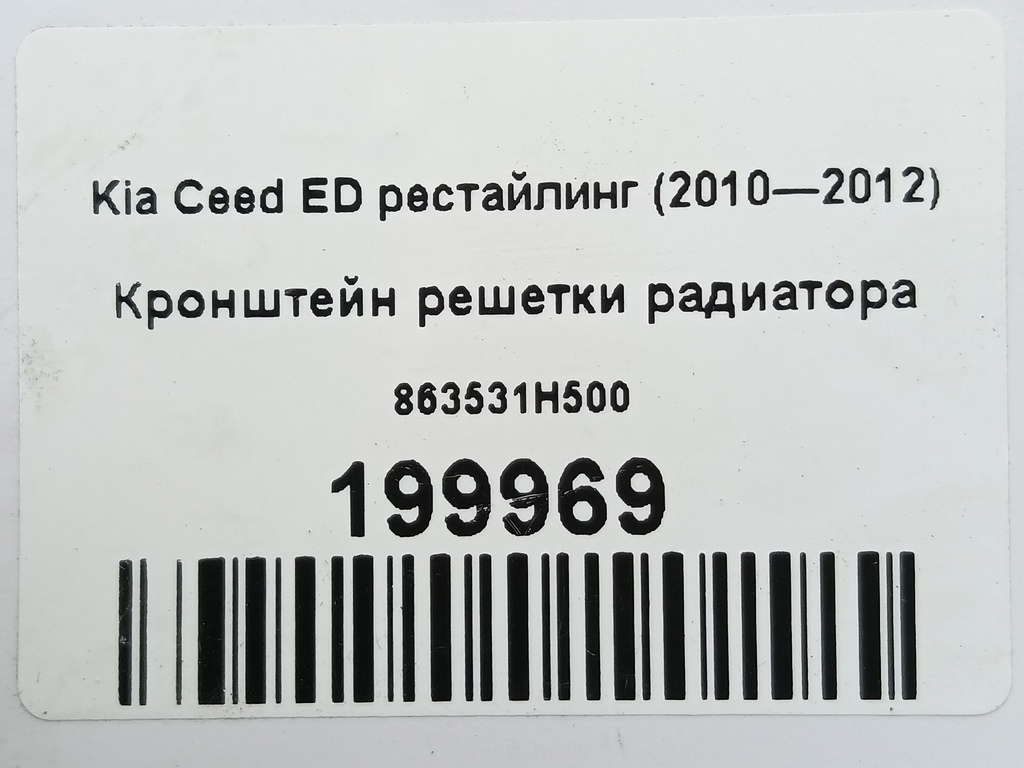 Kia Ceed ED рестайлинг (2010—2012)
Кронштейн решетки радиатора
863531H500
199969